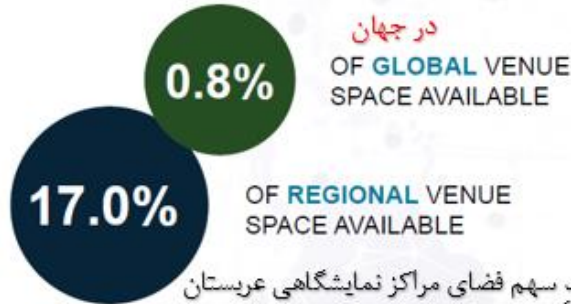 در جهان
0.8%
OF GLOBAL VENUE
SPACE AVAILABLE
17.0%
OF REGIONAL VENUE
SPACE AVAILABLE
سهم فضای مراکز نمایشگاهی عربستان